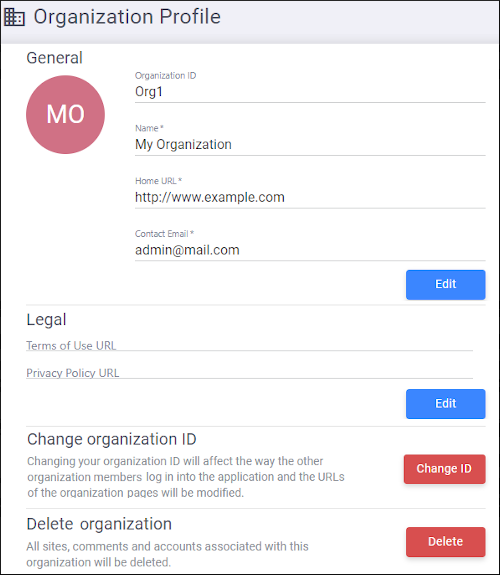 Organization Profile
General
MO
Organization ID
Org1
Name *
My Organization
Home URL *
http://www.example.com
Contact Email *
admin@mail.com
Edit
Legal
Terms of Use URL
Privacy Policy URL
Edit
Change organization ID
Changing your organization ID will affect the way the other
organization members log in into the application and the URLs
of the organization pages will be modified.
Change ID
Delete organization
All sites, comments and accounts associated with this
organization will be deleted.
Delete